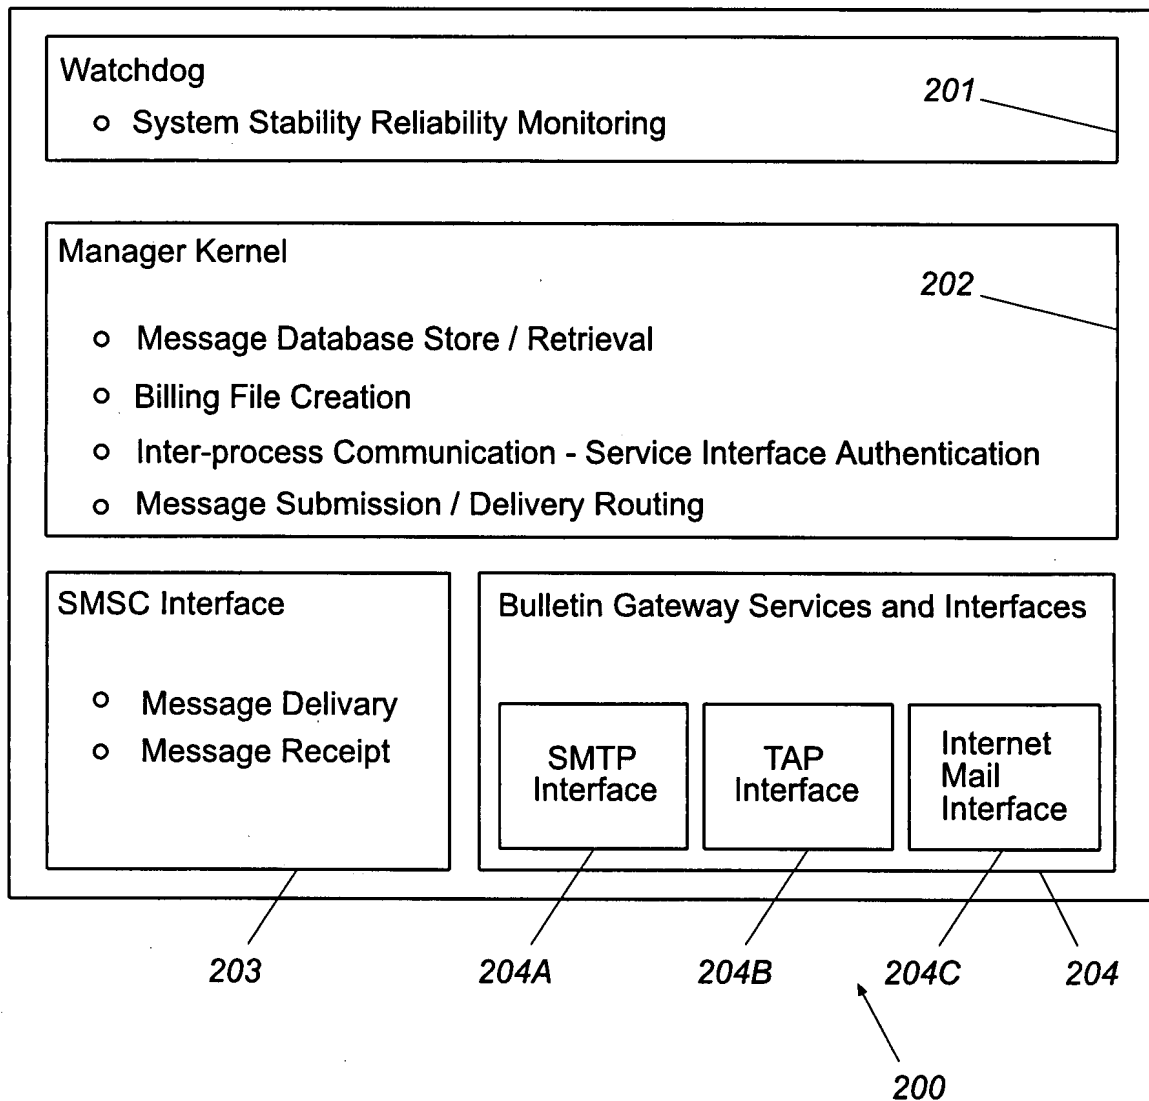 Watchdog
201
System Stability Reliability Monitoring
Manager Kernel
202
Message Database Store / Retrieval
Billing File Creation
Inter-process Communication - Service Interface Authentication
Message Submission / Delivery Routing
SMSC Interface
Message Delivary
Message Receipt
Bulletin Gateway Services and Interfaces
SMTP
Interface
TAP
Interface
Internet
Mail
Interface
203
204A
204B
204C
204
200